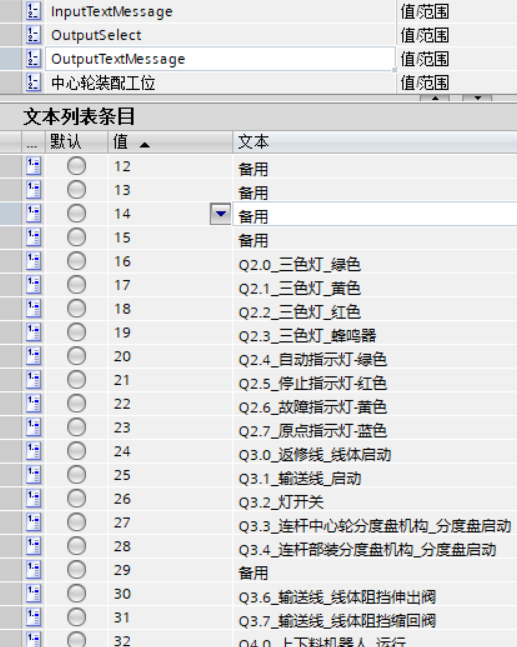 InputTextMessage 值/范围
OutputSelect 值/范围
OutputTextMessage 值/范围
中心轮装配工位 值/范围
文本列表条目
... 默认 值 文本
12 备用
13 备用
14 备用
15 备用
16 Q2.0_三色灯_绿色
17 Q2.1_三色灯_黄色
18 Q2.2_三色灯_红色
19 Q2.3_三色灯_蜂鸣器
20 Q2.4_自动指示灯-绿色
21 Q2.5_停止指示灯-红色
22 Q2.6_故障指示灯-黄色
23 Q2.7_原点指示灯-蓝色
24 Q3.0_返修线_线体启动
25 Q3.1_输送线_启动
26 Q3.2_灯开关
27 Q3.3_连杆中心轮分度盘机构_分度盘启动
28 Q3.4_连杆部装分度盘机构_分度盘启动
29 备用
30 Q3.6_输送线_线体阻挡伸出阀
31 Q3.7_输送线_线体阻挡缩回阀
32 Q4.0_上下料机器人_运行